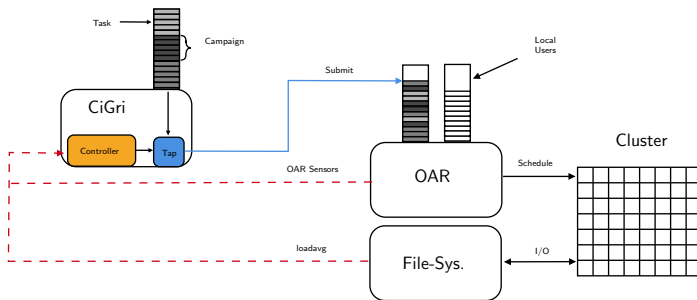 Task
Campaign
Local
Users
Submit
CiGri
Controller
Tap
Cluster
OAR Sensors
OAR
Schedule
loadavg
File-Sys.
I/O